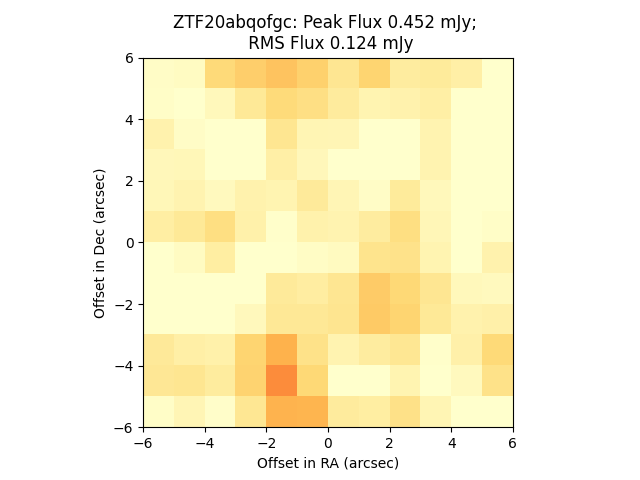 ZTF20abqofgc: Peak Flux 0.452 mJy;
RMS Flux 0.124 mJy
6
4
2
0
−2
−4
−6
Offset in Dec (arcsec)
−6 −4 −2 0 2 4 6
Offset in RA (arcsec)